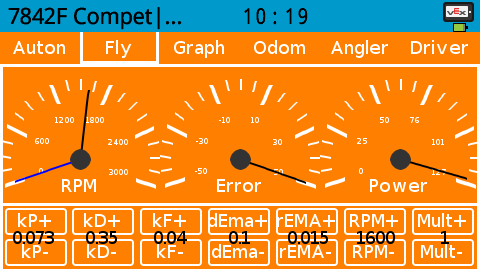 7842F Compet|... 10 : 19 VEX
Auton Fly Graph Odom Angler Driver
1200 1800
600 2400
0 3000
RPM
-10 10
-30 30
-50 50
Error
50 76
25 101
0
Power
kP+ kD+ kF+ dEma+ rEMA+ RPM+ Mult+
0.073 0.35 0.04 0.1 0.015 1600 1
kP- kD- kF- dEma- rEMA- RPM- Mult-